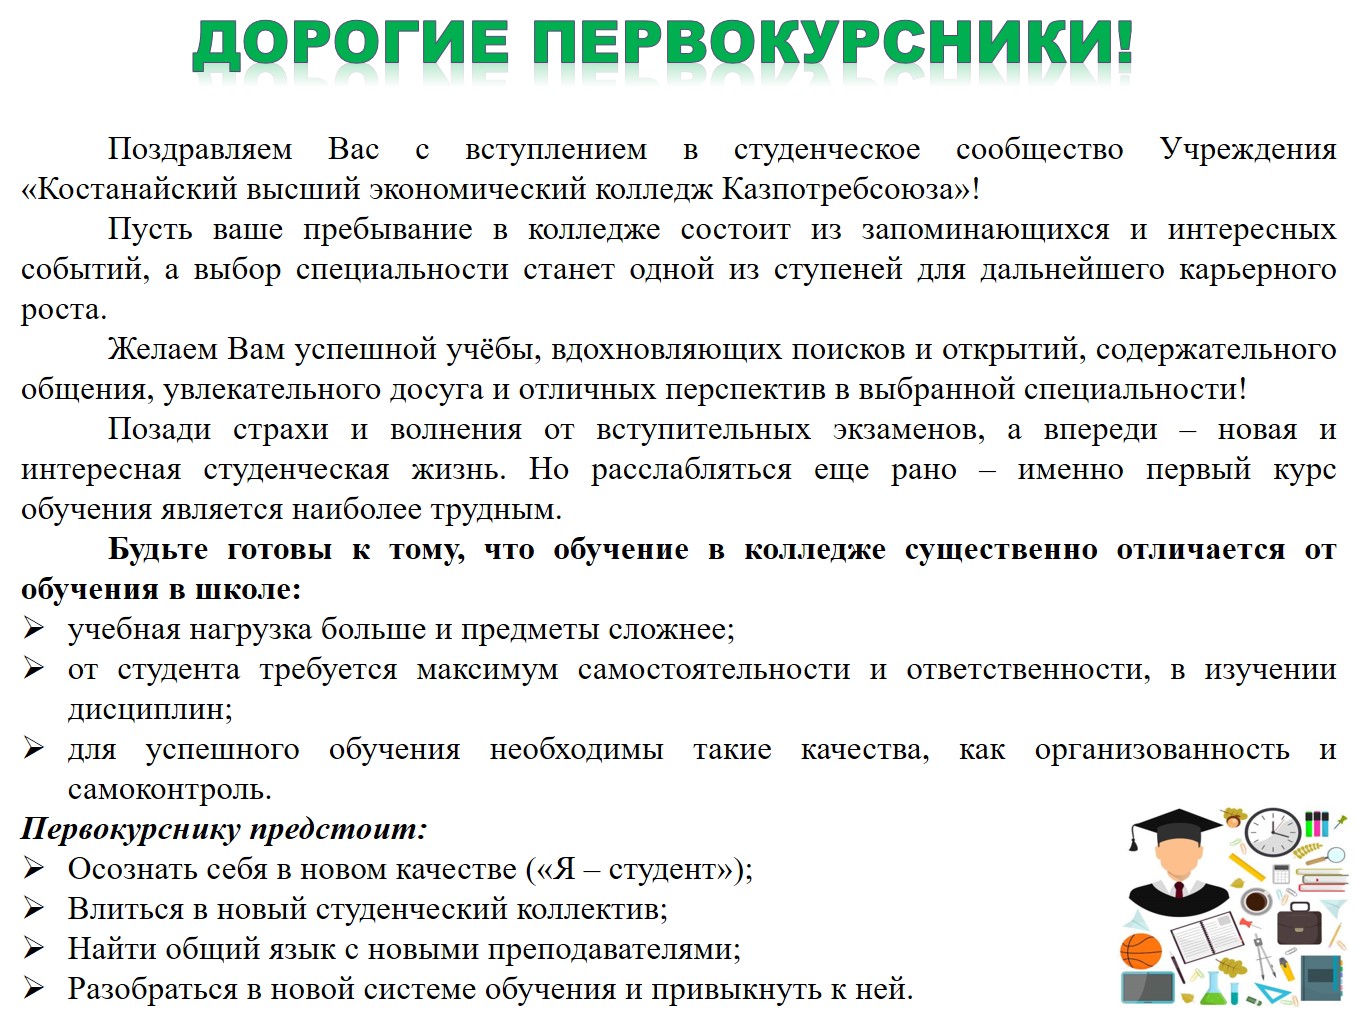 ДОРОГИЕ ПЕРВОКУРСНИКИ!
Поздравляем Вас с вступлением в студенческое сообщество Учреждения
«Костанайский высший экономический колледж Казпотребсоюза»!
Пусть ваше пребывание в колледже состоит из запоминающихся и интересных
событий, а выбор специальности станет одной из ступеней для дальнейшего карьерного
роста.
Желаем Вам успешной учёбы, вдохновляющих поисков и открытий, содержательного
общения, увлекательного досуга и отличных перспектив в выбранной специальности!
Позади страхи и волнения от вступительных экзаменов, а впереди – новая и
интересная студенческая жизнь. Но расслабляться еще рано – именно первый курс
обучения является наиболее трудным.
Будьте готовы к тому, что обучение в колледже существенно отличается от
обучения в школе:
➢ учебная нагрузка больше и предметы сложнее;
➢ от студента требуется максимум самостоятельности и ответственности, в изучении
дисциплин;
➢ для успешного обучения необходимы такие качества, как организованность и
самоконтроль.
Первокурснику предстоит:
➢ Осознать себя в новом качестве («Я – студент»);
➢ Влиться в новый студенческий коллектив;
➢ Найти общий язык с новыми преподавателями;
➢ Разобраться в новой системе обучения и привыкнуть к ней.